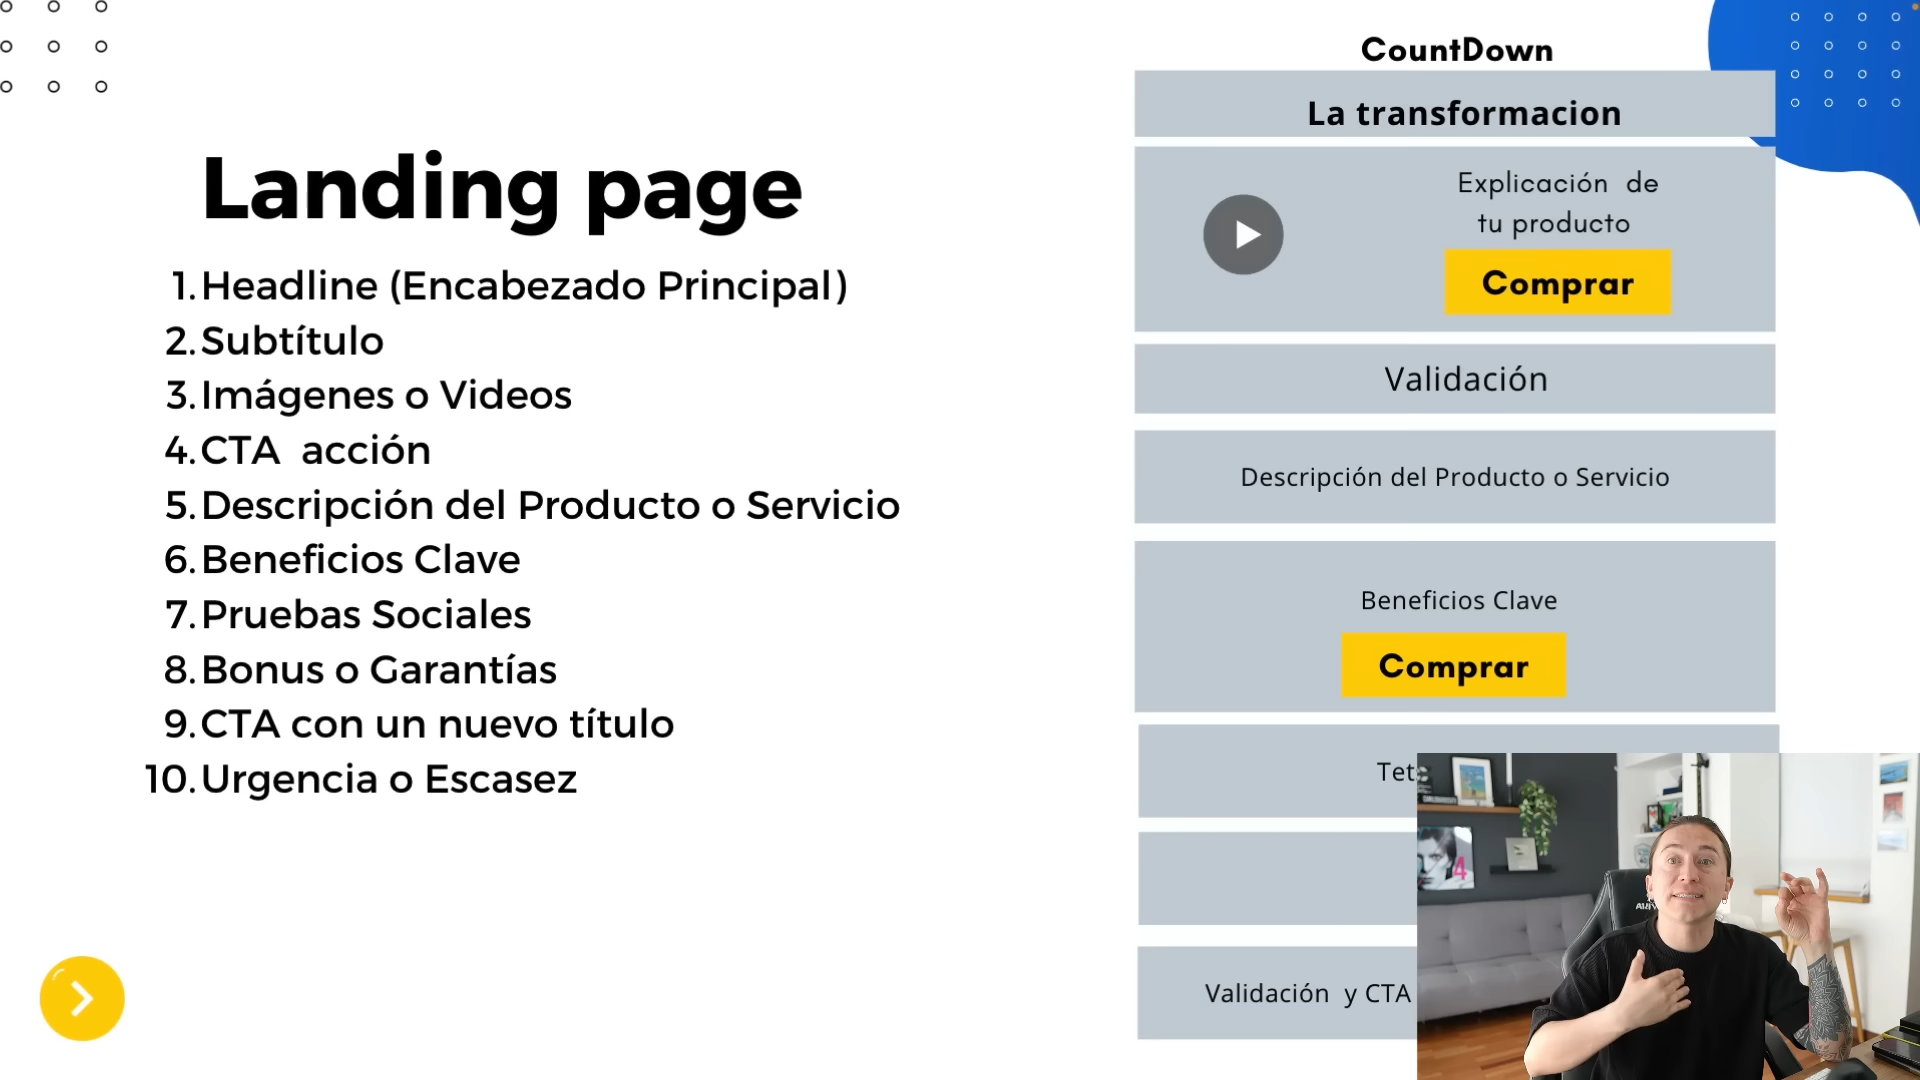 Landing page
1. Headline (Encabezado Principal)
2. Subtítulo
3. Imágenes o Videos
4. CTA acción
5. Descripción del Producto o Servicio
6. Beneficios Clave
7. Pruebas Sociales
8. Bonus o Garantías
9. CTA con un nuevo título
10. Urgencia o Escasez
CountDown
La transformacion
Explicación de
tu producto
Comprar
Validación
Descripción del Producto o Servicio
Beneficios Clave
Comprar
Validación y CTA